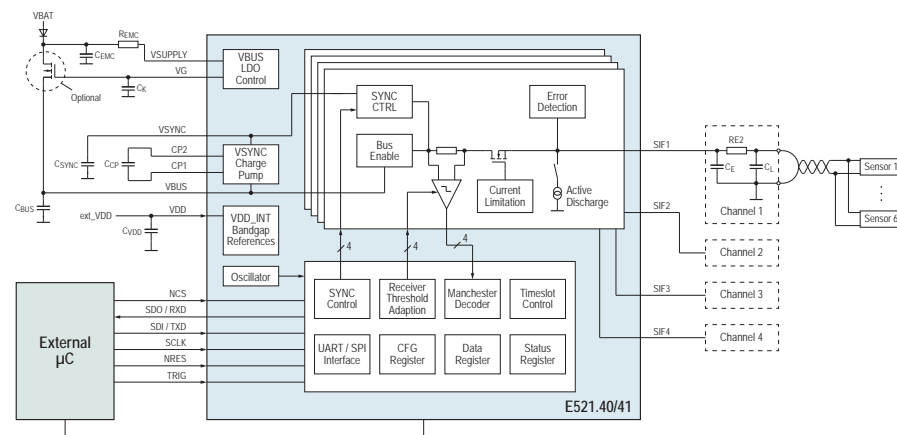 VBAT
REMC
CEMC
VSUPPLY
VG
CK
Optional
VBUS
LDO
Control
VSYNC
CP2
CP1
VBUS
CSYNC
CCP
CBUS
VSYNC
Charge
Pump
ext_VDD
VDD
CVDD
VDD_INT
Bandgap
References
SYNC
CTRL
Bus
Enable
Error
Detection
Current
Limitation
Active
Discharge
4
4
4
SIF1
SIF2
SIF3
SIF4
RE2
CE
CL
Channel 1
Channel 2
Channel 3
Channel 4
Sensor 1
Sensor 6
Oscillator
SYNC
Control
Receiver
Threshold
Adaption
Manchester
Decoder
Timeslot
Control
UART / SPI
Interface
CFG
Register
Data
Register
Status
Register
External
µC
NCS
SDO / RXD
SDI / TXD
SCLK
NRES
TRIG
E521.40/41